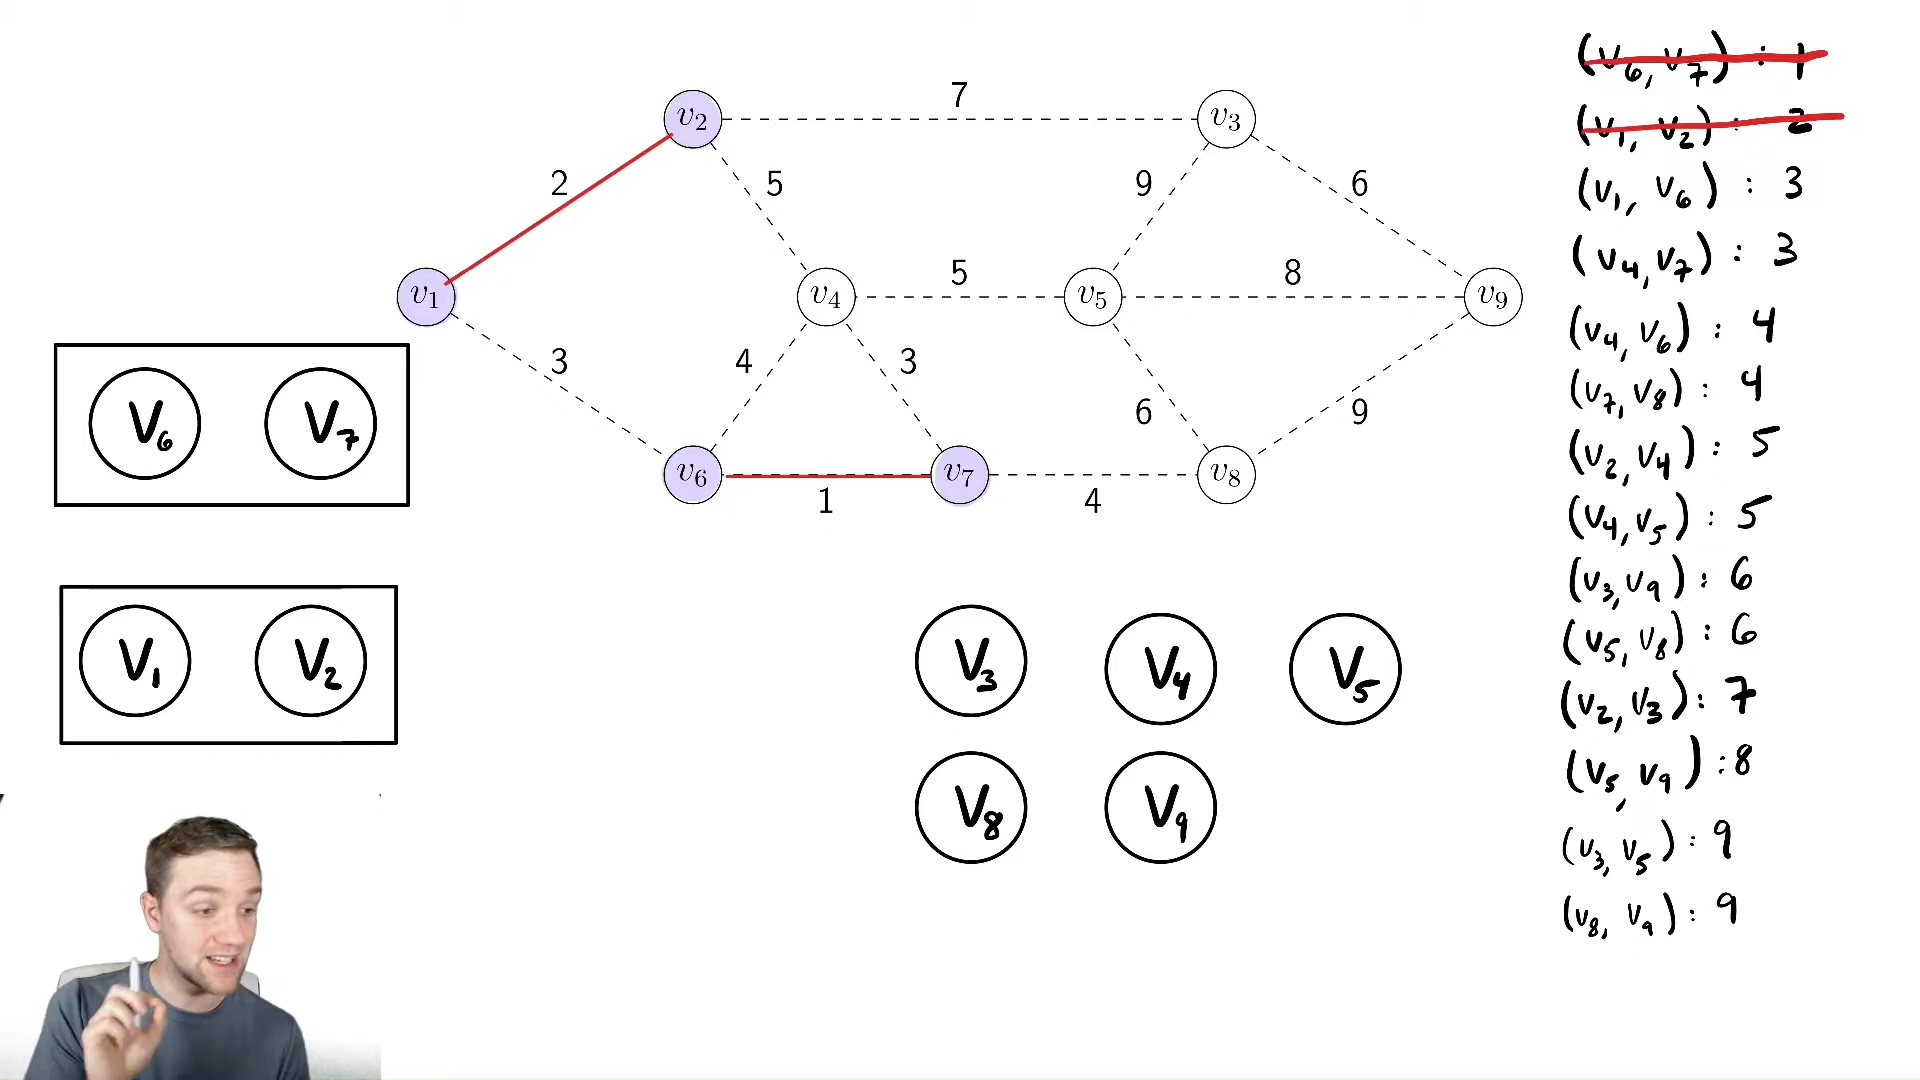 7
v2
v3
2
5
9
6
v1
v4
5
v5
8
v9
3
4
3
6
9
v6
1
v7
4
v8
V6 V7
V1 V2
V3 V4 V5
V8 V9
(v6, v7) : 1
(v1, v2) : 2
(v1, v6) : 3
(v4, v7) : 3
(v4, v6) : 4
(v7, v8) : 4
(v2, v4) : 5
(v4, v5) : 5
(v3, v9) : 6
(v5, v8) : 6
(v2, v3) : 7
(v5, v9) : 8
(v3, v5) : 9
(v8, v9) : 9